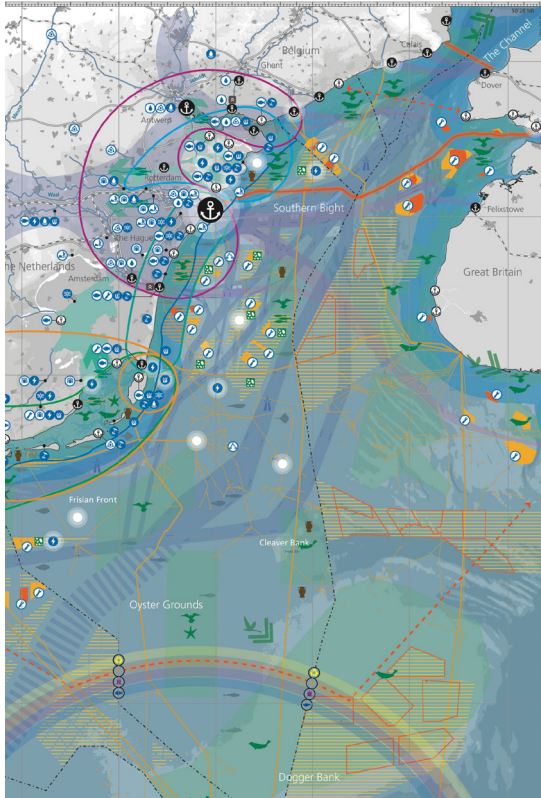 Belgium
Calais
The Channel
Ghent
Dover
Antwerp
Rotterdam
Waal
Southern Bight
Felixstowe
The Hague
Great Britain
he Netherlands
Amsterdam
Frisian Front
Cleaver Bank
Oyster Grounds
Dogger Bank